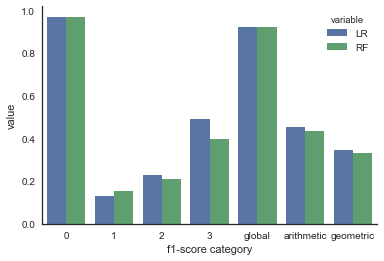 variable
LR
RF
value
1.0
0.8
0.6
0.4
0.2
0.0
0 1 2 3 global arithmetic geometric
f1-score category